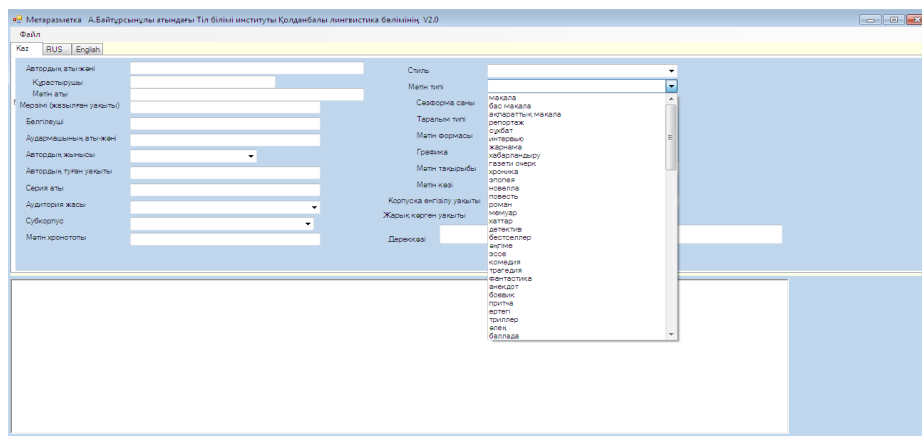 Метаразметка А.Байтұрсынұлы атындағы Тіл білімі институты Қолданбалы лингвистика бөлімінің V2.0
Файл
Kaz RUS English
Автордың аты-жөні
Құрастырушы
Мәтін аты
Мерзімі (жазылған уақыты)
Белгілеуші
Аудармашының аты-жөні
Автордың жынысы
Автордың туған уақыты
Серия аты
Аудитория жасы
Субкорпус
Мәтін хронотопы
Стиль
Мәтін типі
Сөзформа саны
Таралым типі
Мәтін формасы
Графика
Мәтін тақырыбы
Мәтін көзі
Корпусқа енгізілу уақыты
Жарық көрген уақыты
Дереккөзі
мақала
бас мақала
ақпараттық мақала
репортаж
сұхбат
интервью
жарнама
хабарландыру
газеті очерк
хроника
эпопея
новелла
повесть
роман
мемуар
хаттар
детектив
бестселлер
әңгіме
эссе
комедия
трагедия
фантастика
анекдот
боевик
притча
ертегі
триллер
өлең
баллада